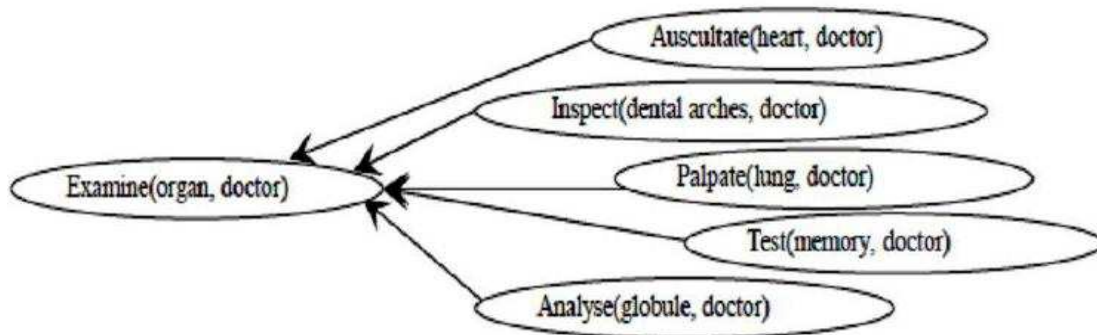 Auscultate(heart, doctor)
Inspect(dental arches, doctor)
Examine(organ, doctor)
Palpate(lung, doctor)
Test(memory, doctor)
Analyse(globule, doctor)